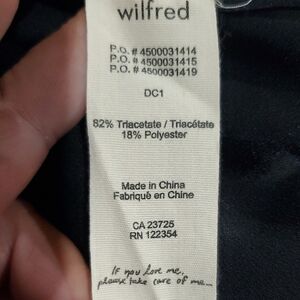 wilfred
P.O. # 4500031414
P.O. # 4500031415
P.O. # 4500031419
DC1
82% Triacetate / Triacétate
18% Polyester
Made in China
Fabriqué en Chine
CA 23725
RN 122354
If you love me,
please take care of me...